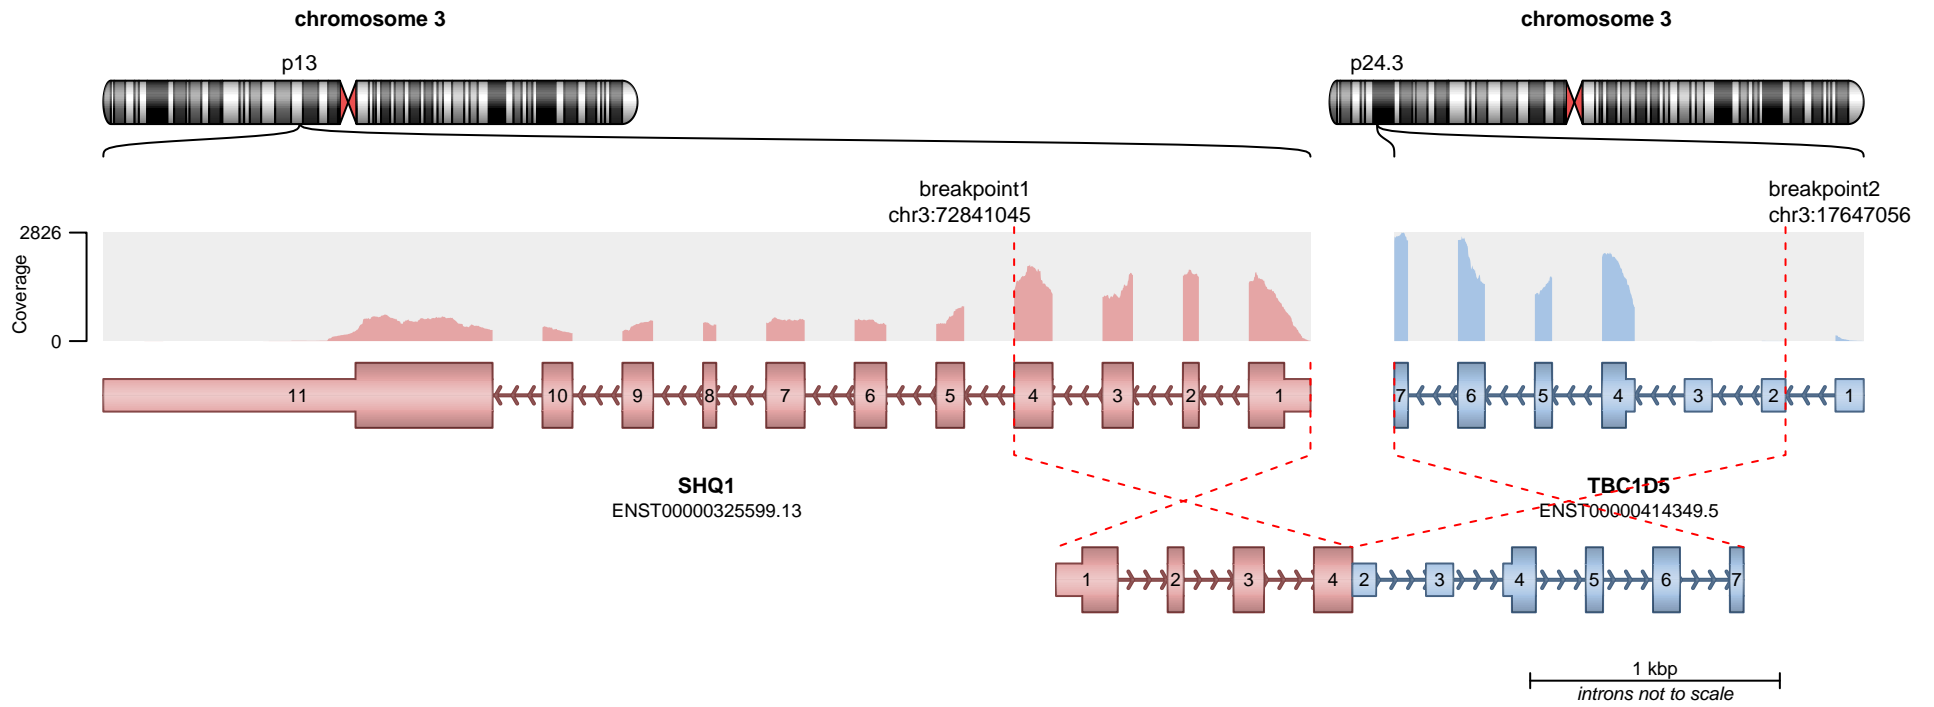 chromosome 3
chromosome 3
p13
p24.3
breakpoint1
chr3:72841045
breakpoint2
chr3:17647056
2826
Coverage
0
11 10 9 8 7 6 5 4 3 2 1
7 6 5 4 3 2 1
SHQ1
ENST00000325599.13
TBC1D5
ENST00000414349.5
1 2 3 4 2 3 4 5 6 7
1 kbp
introns not to scale